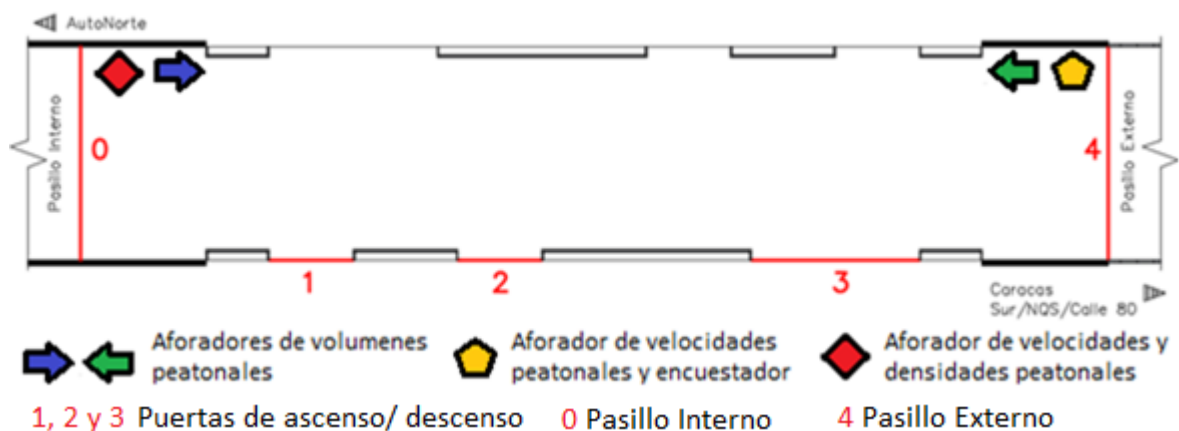 AutoNorte
Pasillo Interno
0
4
Pasillo Externo
1
2
3
Caracas
Sur/NQS/Calle 80
Aforadores de volumenes
peatonales
Aforador de velocidades
peatonales y encuestador
Aforador de velocidades y
densidades peatonales
1, 2 y 3 Puertas de ascenso/ descenso
0 Pasillo Interno
4 Pasillo Externo